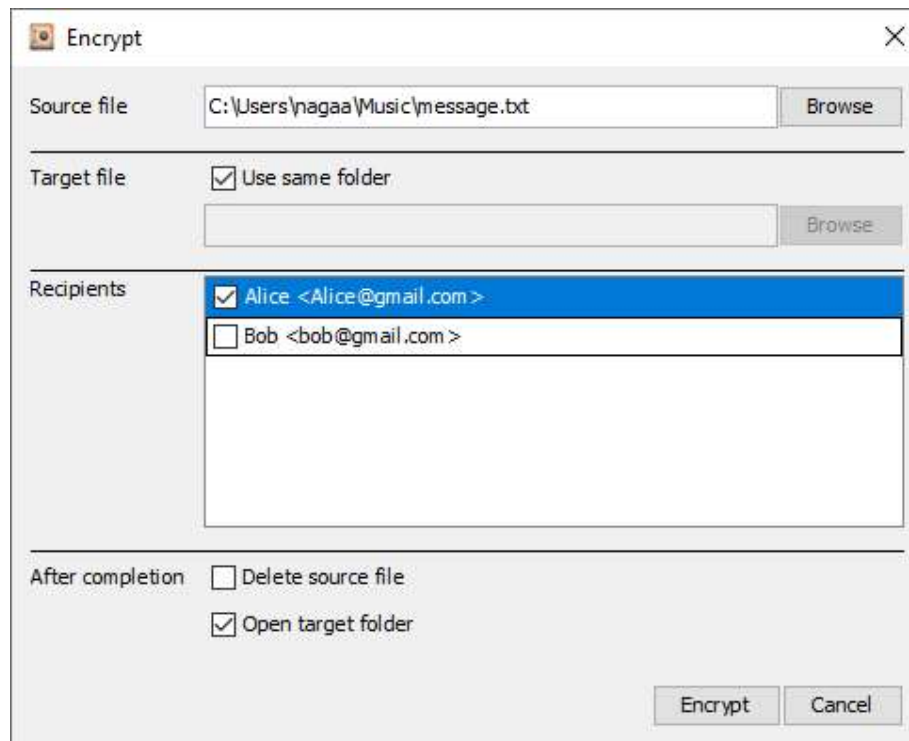 Encrypt
Source file C:\Users\nagaa\Music\message.txt Browse
Target file Use same folder
Browse
Recipients Alice <Alice@gmail.com>
Bob <bob@gmail.com>
After completion Delete source file
Open target folder
Encrypt Cancel